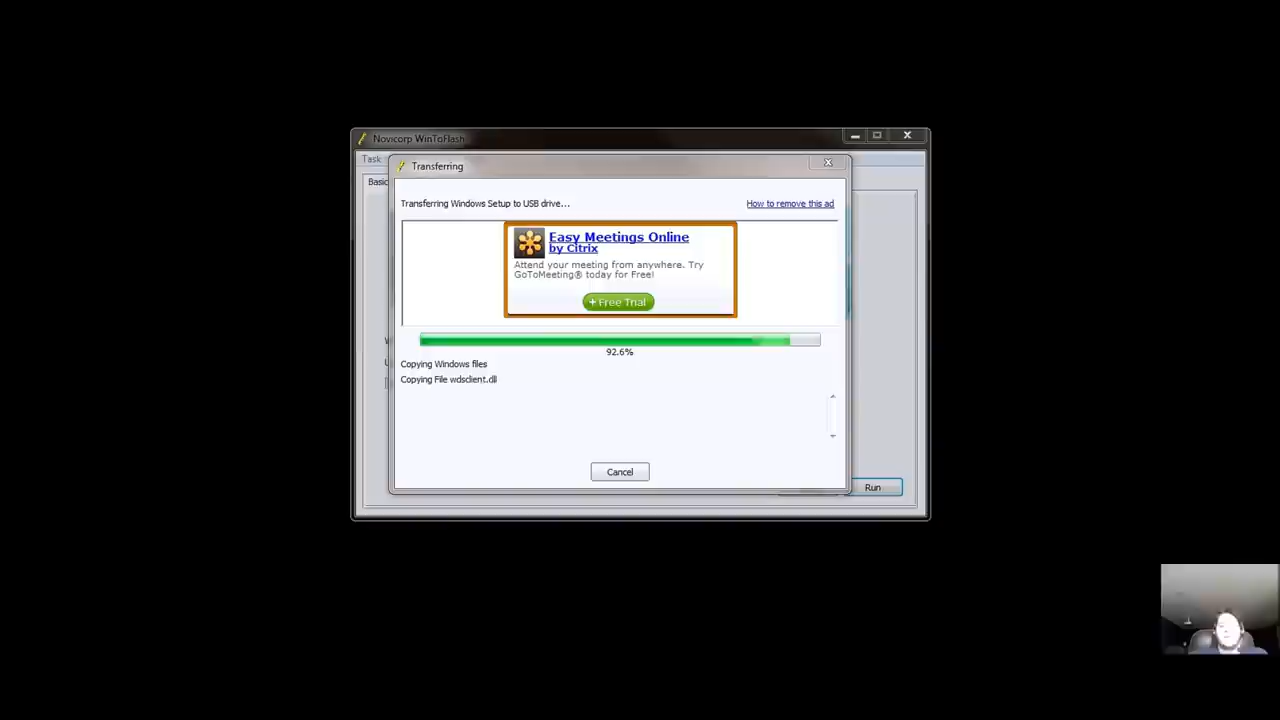 Novicorp WinToFlash
Task
Transferring
Basic
Transferring Windows Setup to USB drive...
How to remove this ad
Easy Meetings Online
by Citrix
Attend your meeting from anywhere. Try
GoToMeeting® today for Free!
+ Free Trial
92.6%
Copying Windows files
Copying File wdsclient.dll
Cancel
Run